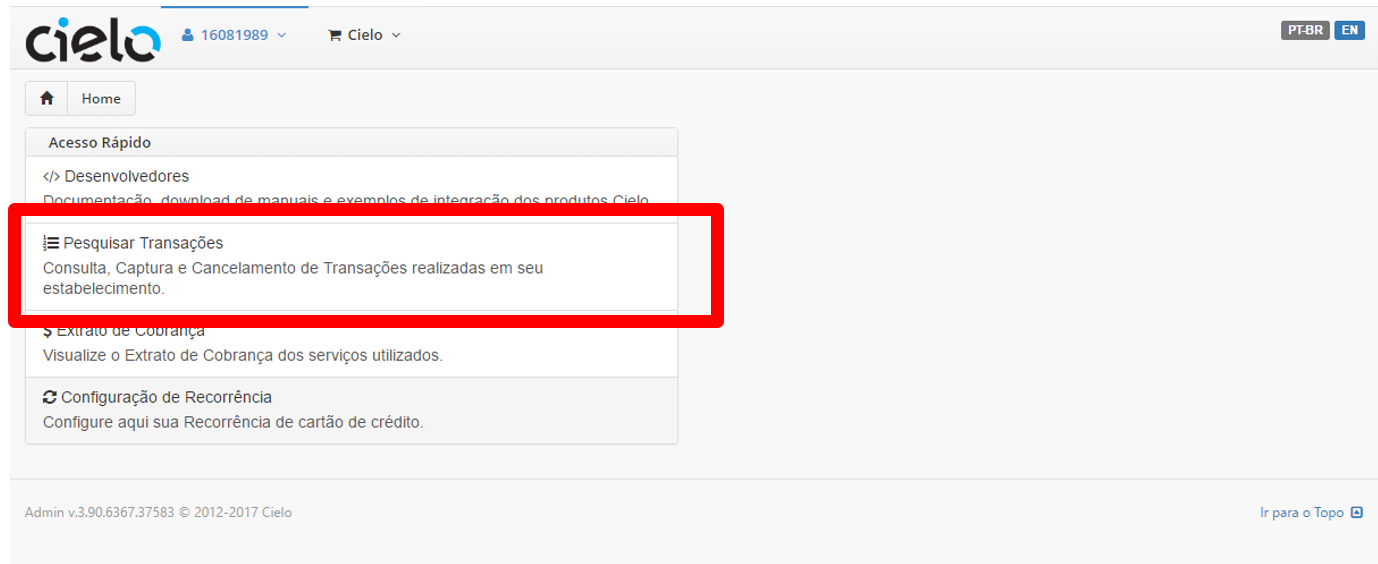 cielo
16081989
Cielo
PT-BR
EN
Home
Acesso Rápido
</> Desenvolvedores
Documentação, download de manuais e exemplos de integração dos produtos Cielo
Pesquisar Transações
Consulta, Captura e Cancelamento de Transações realizadas em seu
estabelecimento.
$ Extrato de Cobrança
Visualize o Extrato de Cobrança dos serviços utilizados.
Configuração de Recorrência
Configure aqui sua Recorrência de cartão de crédito.
Admin v.3.90.6367.37583 © 2012-2017 Cielo
Ir para o Topo